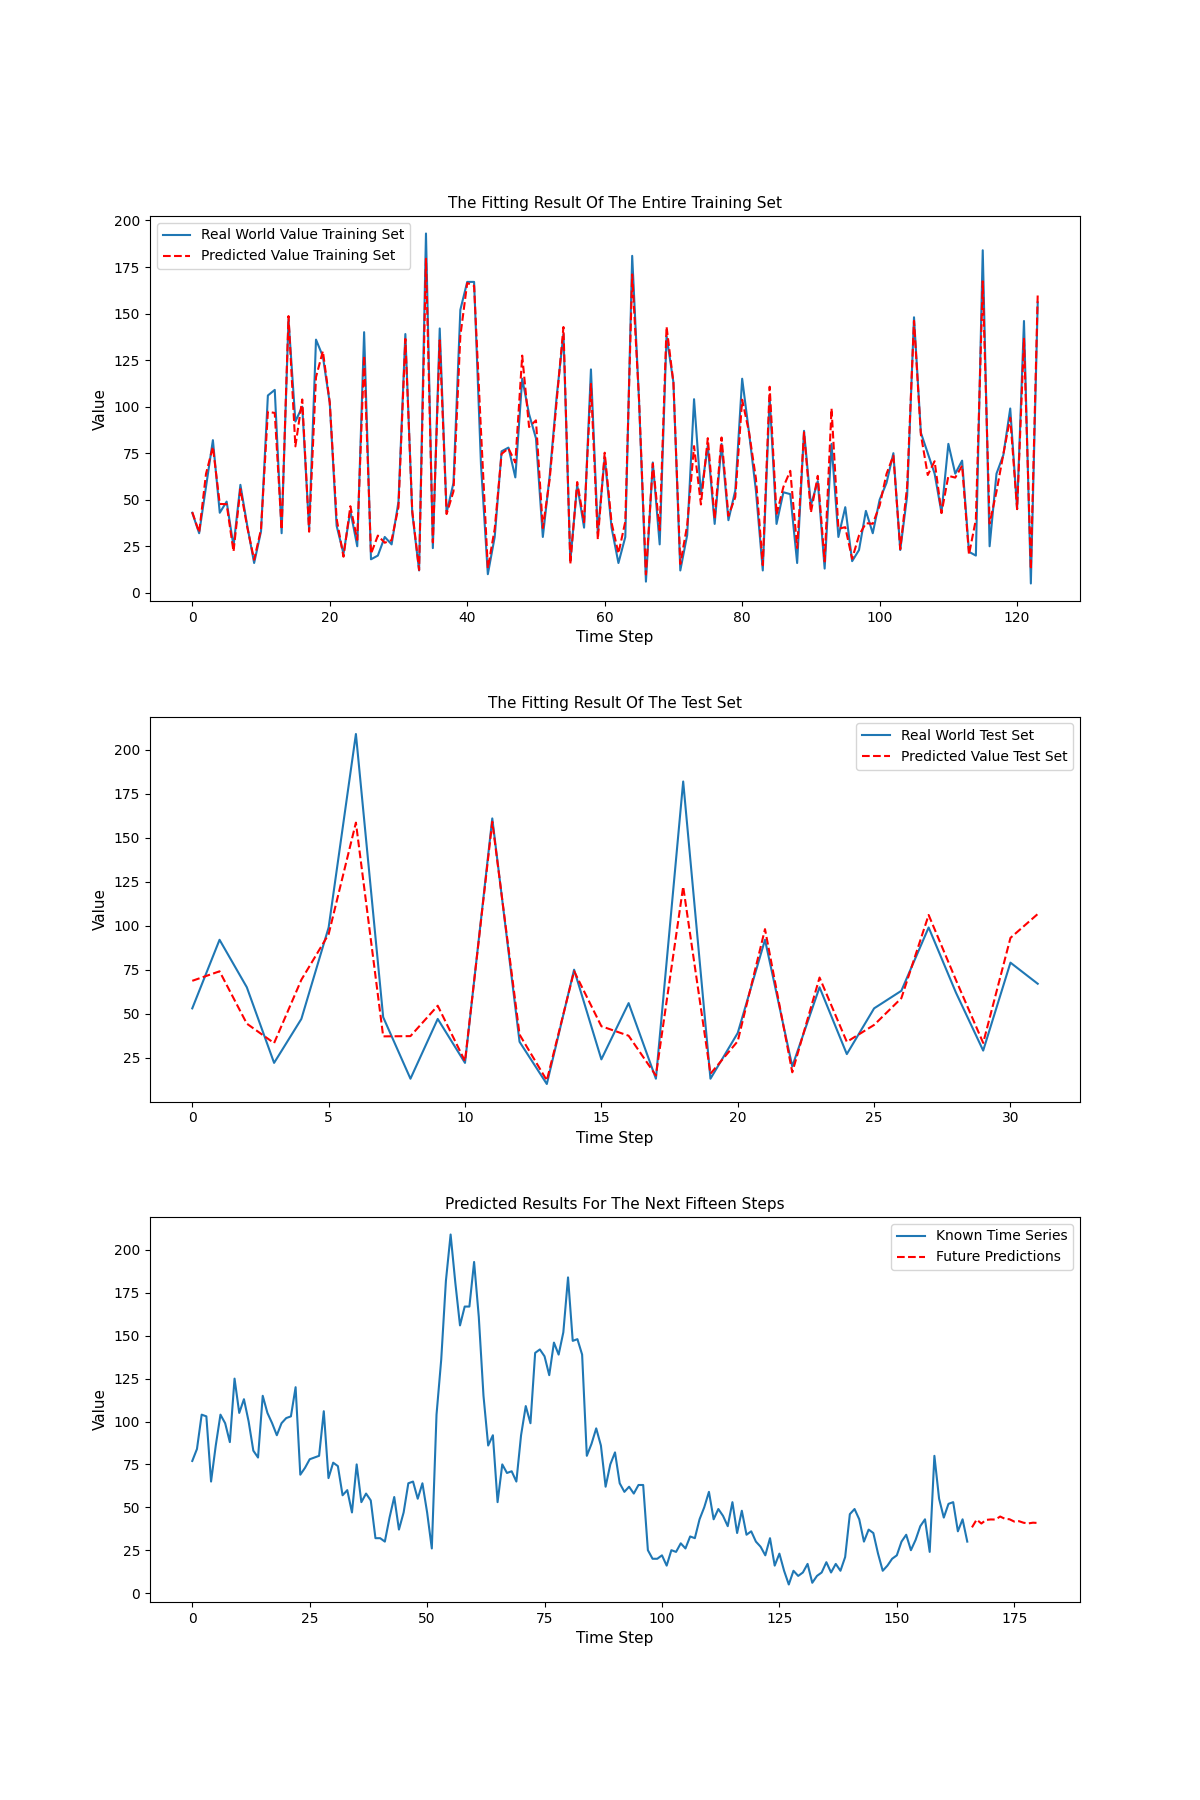 The Fitting Result Of The Entire Training Set
Real World Value Training Set
Predicted Value Training Set
Value
200
175
150
125
100
75
50
25
0
0 20 40 60 80 100 120
Time Step
The Fitting Result Of The Test Set
Real World Test Set
Predicted Value Test Set
Value
200
175
150
125
100
75
50
25
0 5 10 15 20 25 30
Time Step
Predicted Results For The Next Fifteen Steps
Known Time Series
Future Predictions
Value
200
175
150
125
100
75
50
25
0
0 25 50 75 100 125 150 175
Time Step